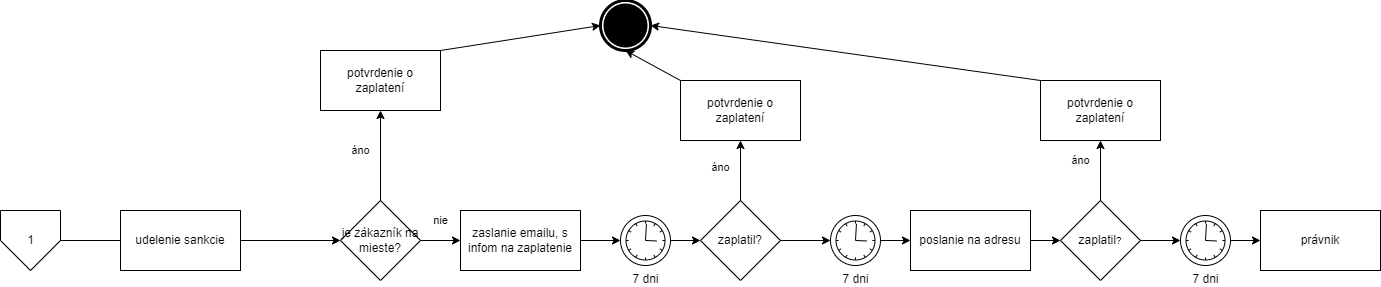 potvrdenie o
zaplatení
potvrdenie o
zaplatení
potvrdenie o
zaplatení
áno
áno
áno
1
udelenie sankcie
je zákazník na
mieste?
nie
zaslanie emailu, s
infom na zaplatenie
7 dni
zaplatil?
7 dni
poslanie na adresu
zaplatil?
7 dni
právnik